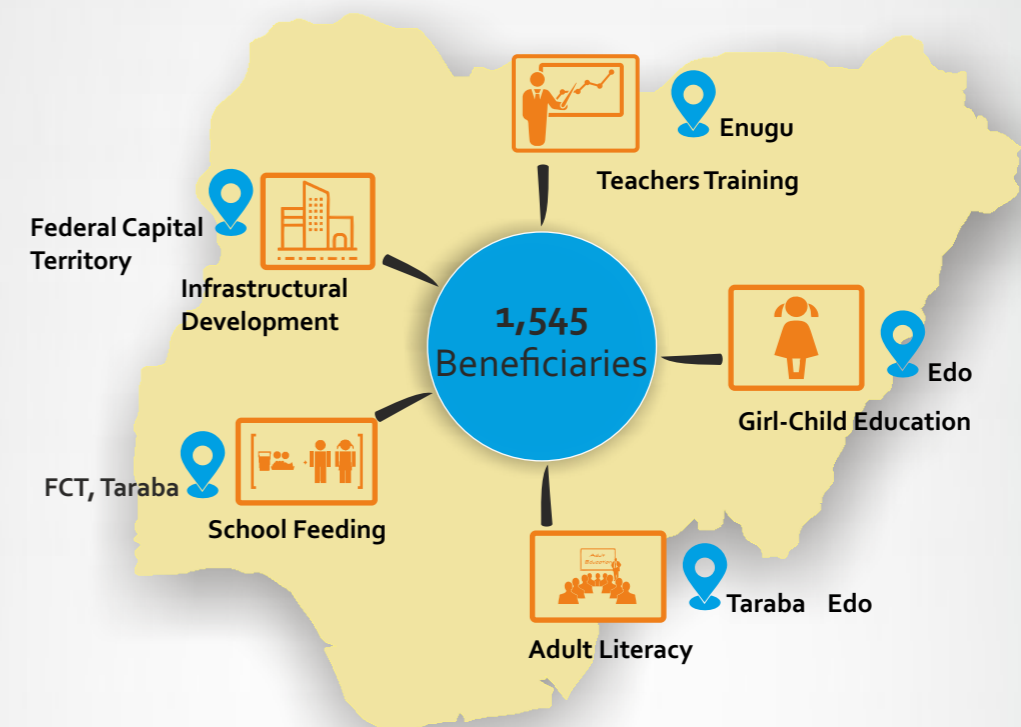 Enugu
Teachers Training
Federal Capital
Territory
Infrastructural
Development
1,545
Beneficiaries
Edo
Girl-Child Education
FCT, Taraba
School Feeding
Taraba Edo
Adult Literacy